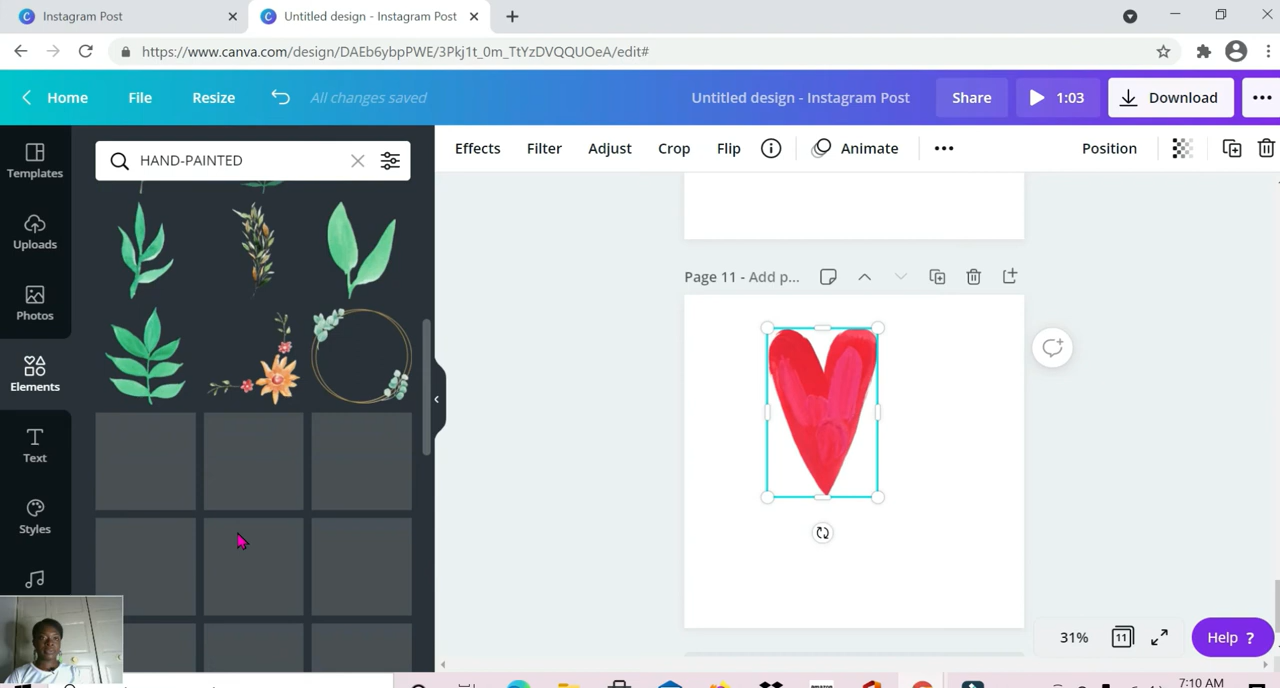 Instagram Post
Untitled design - Instagram Post
https://www.canva.com/design/DAEb6ybpPWE/3Pkj1t_0m_TtYzDVQQUOeA/edit#
Home
File
Resize
All changes saved
Untitled design - Instagram Post
Share
1:03
Download
Templates
Uploads
Photos
Elements
Text
Styles
HAND-PAINTED
Effects
Filter
Adjust
Crop
Flip
Animate
Position
Page 11 - Add p...
31%
11
Help ?
7:10 AM